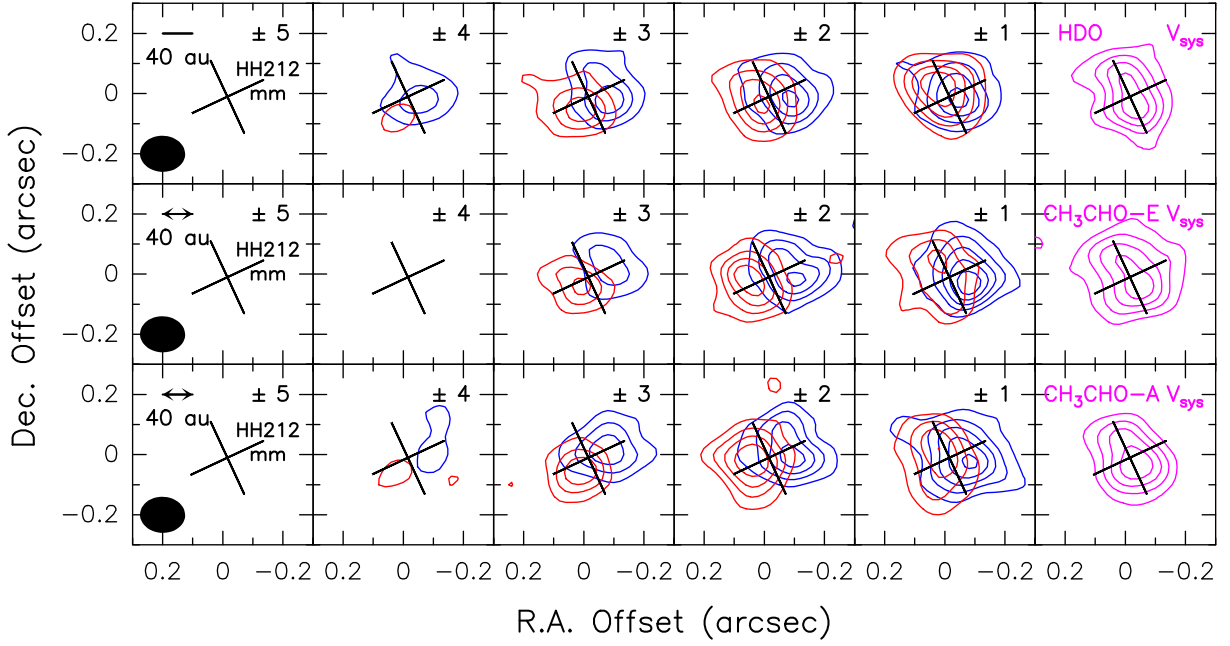 0.2
0
−0.2
40 au
± 5
HH212
mm
± 4
± 3
± 2
± 1
HDO V_sys
0.2
0
−0.2
40 au
± 5
HH212
mm
± 4
± 3
± 2
± 1
CH₃CHO−E V_sys
0.2
0
−0.2
40 au
± 5
HH212
mm
± 4
± 3
± 2
± 1
CH₃CHO−A V_sys
Dec. Offset (arcsec)
0.2 0 −0.2 0.2 0 −0.2 0.2 0 −0.2 0.2 0 −0.2 0.2 0 −0.2 0.2 0 −0.2
R.A. Offset (arcsec)